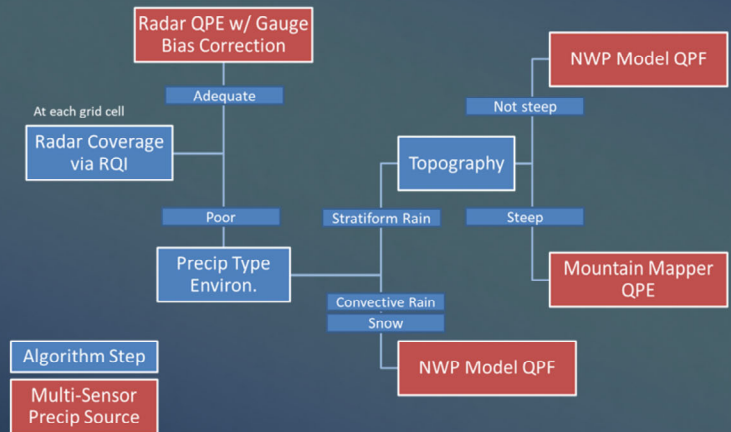 Radar QPE w/ Gauge
Bias Correction
Adequate
At each grid cell
Radar Coverage
via RQI
Poor
Precip Type
Environ.
Stratiform Rain
Convective Rain
Snow
NWP Model QPF
Topography
Not steep
NWP Model QPF
Steep
Mountain Mapper
QPE
Algorithm Step
Multi-Sensor
Precip Source